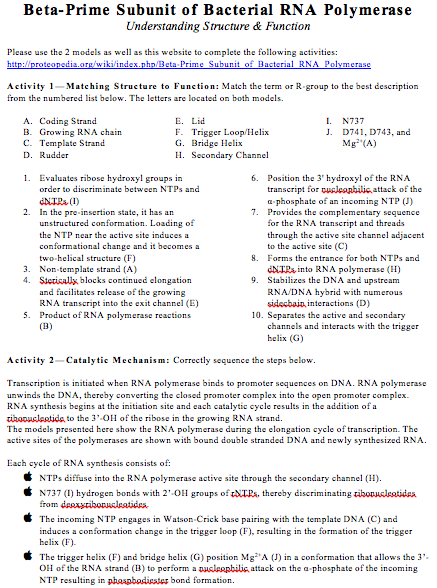 Beta-Prime Subunit of Bacterial RNA Polymerase
Understanding Structure & Function
Please use the 2 models as well as this website to complete the following activities:
http://proteopedia.org/wiki/index.php/Beta-Prime_Subunit_of_Bacterial_RNA_Polymerase
Activity 1—Matching Structure to Function: Match the term or R-group to the best description
from the numbered list below. The letters are located on both models.
A. Coding Strand
B. Growing RNA chain
C. Template Strand
D. Rudder
E. Lid
F. Trigger Loop/Helix
G. Bridge Helix
H. Secondary Channel
I. N737
J. D741, D743, and
Mg²⁺(A)
1. Evaluates ribose hydroxyl groups in
order to discriminate between NTPs and
dNTPs (I)
2. In the pre-insertion state, it has an
unstructured conformation. Loading of
the NTP near the active site induces a
conformational change and it becomes a
two-helical structure (F)
3. Non-template strand (A)
4. Sterically blocks continued elongation
and facilitates release of the growing
RNA transcript into the exit channel (E)
5. Product of RNA polymerase reactions
(B)
6. Position the 3' hydroxyl of the RNA
transcript for nucleophilic attack of the
α-phosphate of an incoming NTP (J)
7. Provides the complementary sequence
for the RNA transcript and threads
through the active site channel adjacent
to the active site (C)
8. Forms the entrance for both NTPs and
dNTPs into RNA polymerase (H)
9. Stabilizes the DNA and upstream
RNA/DNA hybrid with numerous
sidechain interactions (D)
10. Separates the active and secondary
channels and interacts with the trigger
helix (G)
Activity 2—Catalytic Mechanism: Correctly sequence the steps below.
Transcription is initiated when RNA polymerase binds to promoter sequences on DNA. RNA polymerase
unwinds the DNA, thereby converting the closed promoter complex into the open promoter complex.
RNA synthesis begins at the initiation site and each catalytic cycle results in the addition of a
ribonucleotide to the 3'-OH of the ribose in the growing RNA strand.
The models presented here show the RNA polymerase during the elongation cycle of transcription. The
active sites of the polymerases are shown with bound double stranded DNA and newly synthesized RNA.
Each cycle of RNA synthesis consists of:
NTPs diffuse into the RNA polymerase active site through the secondary channel (H).
N737 (I) hydrogen bonds with 2'-OH groups of rNTPs, thereby discriminating ribonucleotides
from deoxyribonucleotides.
The incoming NTP engages in Watson-Crick base pairing with the template DNA (C) and
induces a conformation change in the trigger loop (F), resulting in the formation of the trigger
helix (F).
The trigger helix (F) and bridge helix (G) position Mg²⁺A (J) in a conformation that allows the 3'-
OH of the RNA strand (B) to perform a nucleophilic attack on the α-phosphate of the incoming
NTP resulting in phosphodiester bond formation.